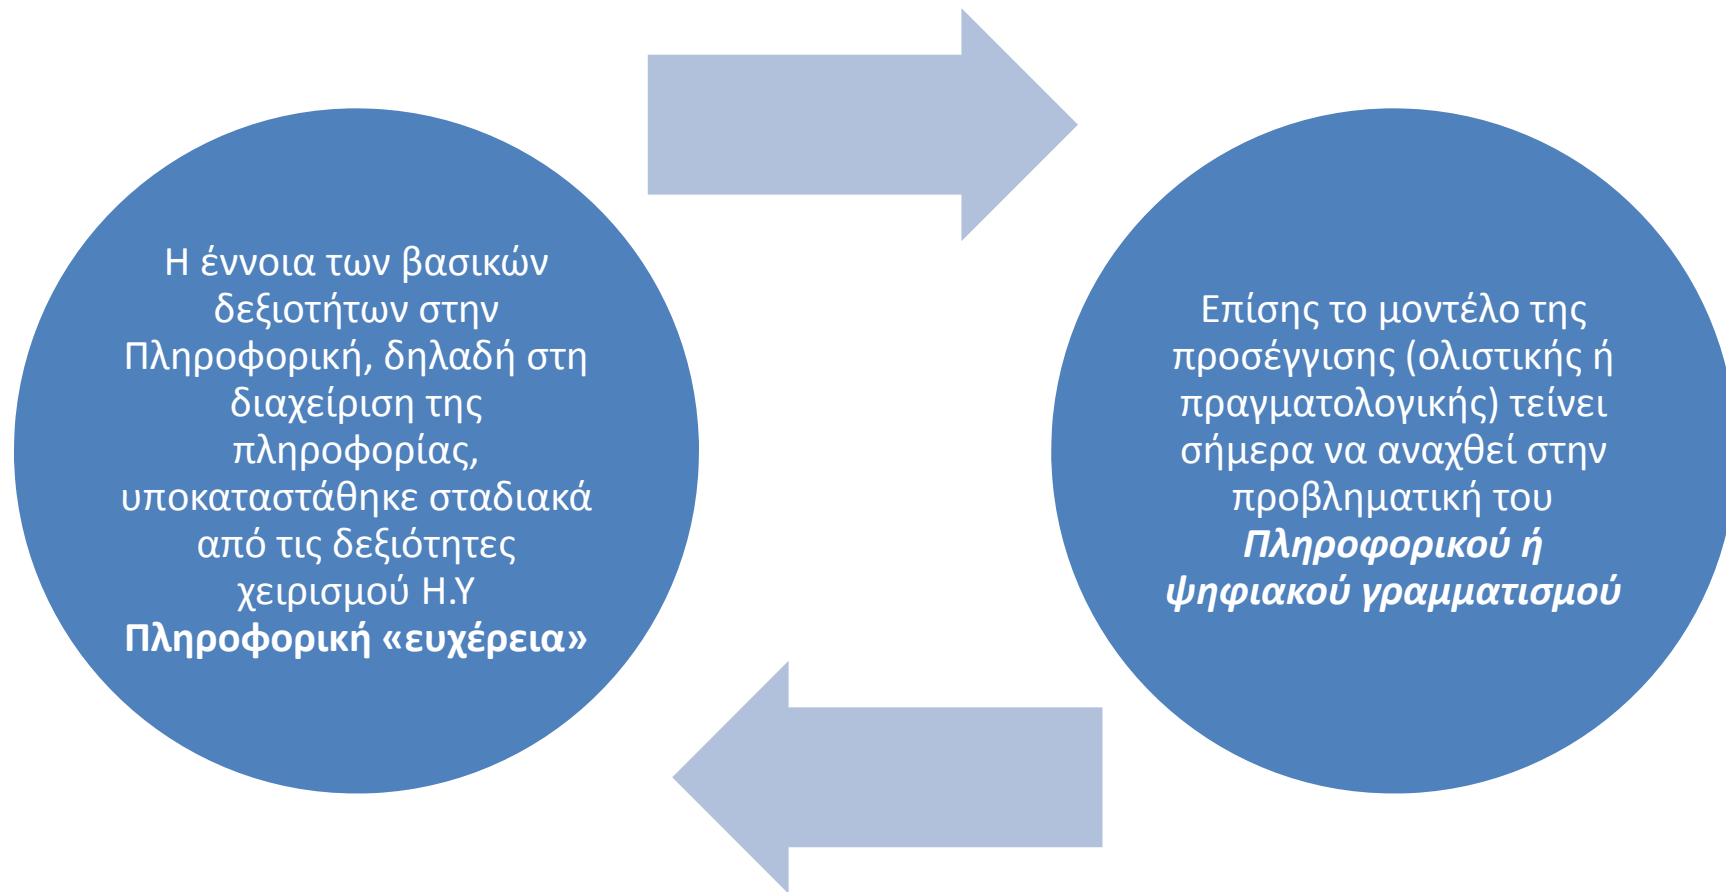 Η έννοια των βασικών
δεξιοτήτων στην
Πληροφορική, δηλαδή στη
διαχείριση της
πληροφορίας,
υποκαταστάθηκε σταδιακά
από τις δεξιότητες
χειρισμού Η.Υ
Πληροφορική «ευχέρεια»
Επίσης το μοντέλο της
προσέγγισης (ολιστικής ή
πραγματολογικής) τείνει
σήμερα να αναχθεί στην
προβληματική του
Πληροφορικού ή
ψηφιακού γραμματισμού